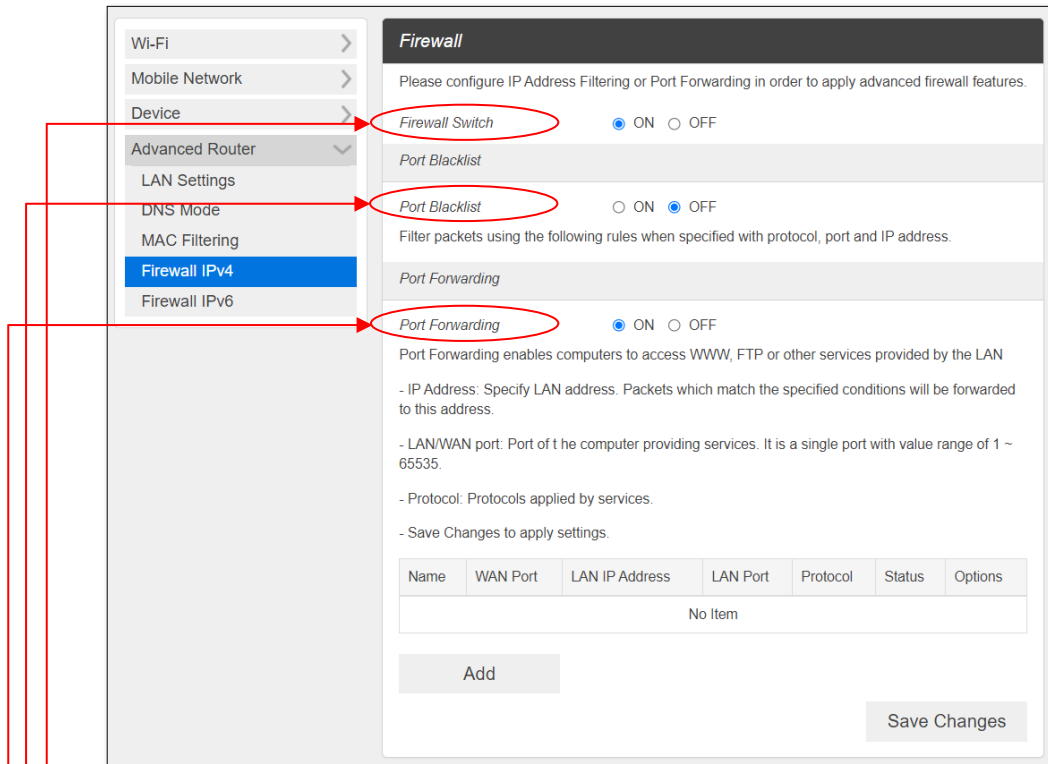 Wi-Fi
Mobile Network
Device
Advanced Router
LAN Settings
DNS Mode
MAC Filtering
Firewall IPv4
Firewall IPv6
Firewall
Please configure IP Address Filtering or Port Forwarding in order to apply advanced firewall features.
Firewall Switch ON OFF
Port Blacklist
Port Blacklist ON OFF
Filter packets using the following rules when specified with protocol, port and IP address.
Port Forwarding
Port Forwarding ON OFF
Port Forwarding enables computers to access WWW, FTP or other services provided by the LAN
- IP Address: Specify LAN address. Packets which match the specified conditions will be forwarded
to this address.
- LAN/WAN port: Port of t he computer providing services. It is a single port with value range of 1 ~
65535.
- Protocol: Protocols applied by services.
- Save Changes to apply settings.
Name WAN Port LAN IP Address LAN Port Protocol Status Options
No Item
Add
Save Changes